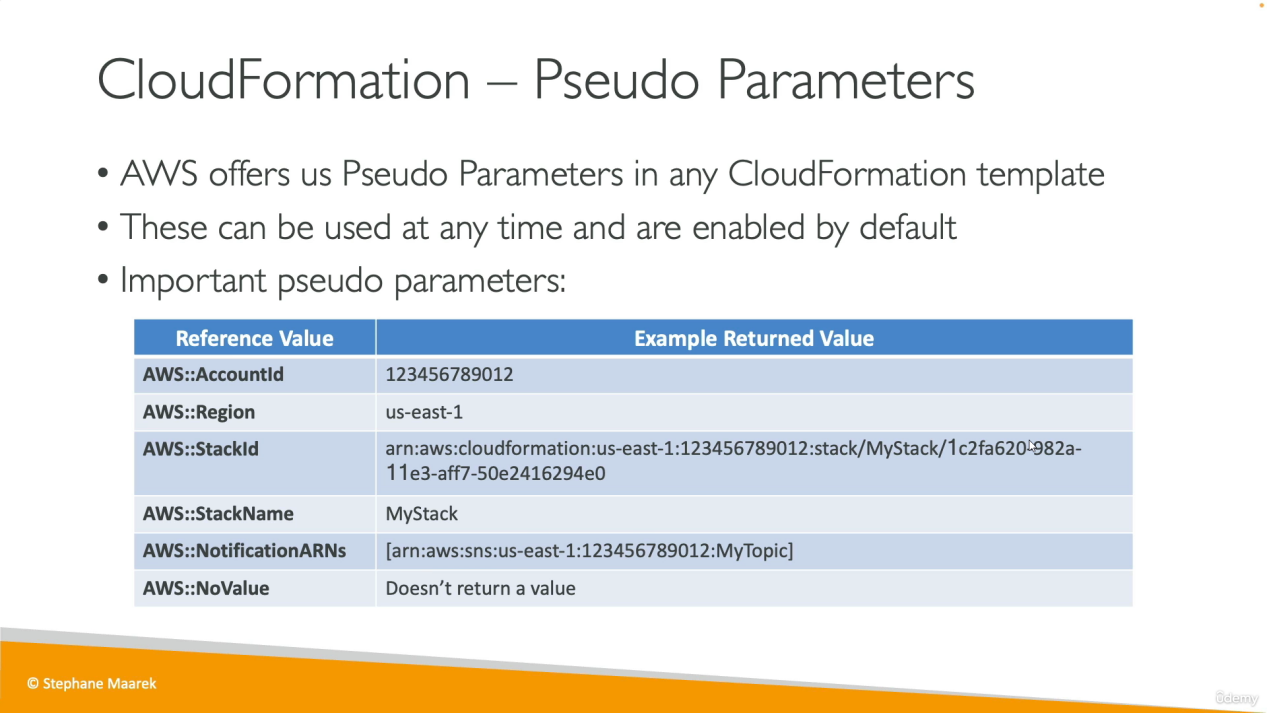 CloudFormation – Pseudo Parameters
• AWS offers us Pseudo Parameters in any CloudFormation template
• These can be used at any time and are enabled by default
• Important pseudo parameters:
Reference Value Example Returned Value
AWS::AccountId 123456789012
AWS::Region us-east-1
AWS::StackId arn:aws:cloudformation:us-east-1:123456789012:stack/MyStack/1c2fa620-982a-
11e3-aff7-50e2416294e0
AWS::StackName MyStack
AWS::NotificationARNs [arn:aws:sns:us-east-1:123456789012:MyTopic]
AWS::NoValue Doesn’t return a value
© Stephane Maarek
ûdemy